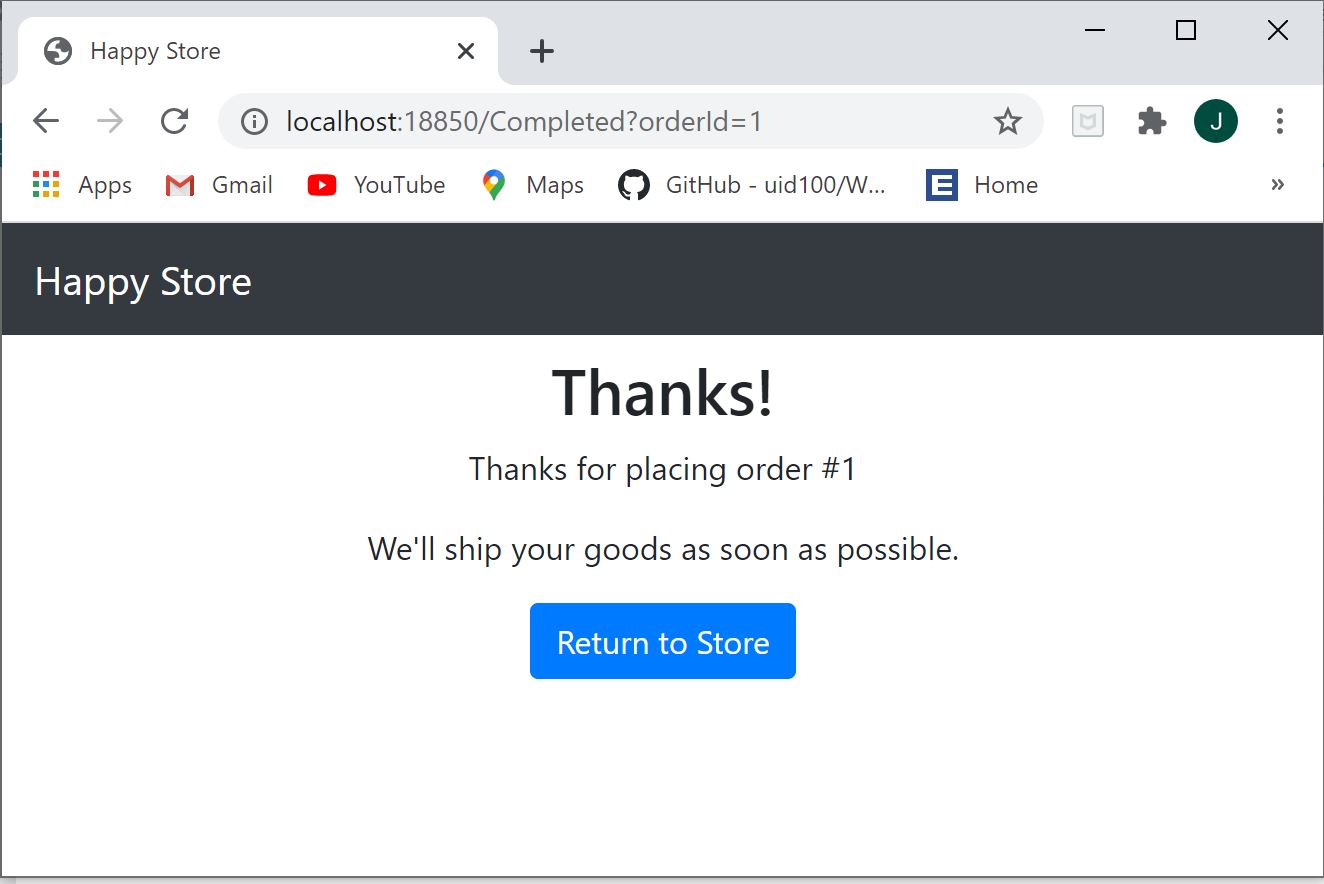 Happy Store
localhost:18850/Completed?orderId=1
J
Apps Gmail YouTube Maps GitHub - uid100/W... E Home »
Happy Store
Thanks!
Thanks for placing order #1
We'll ship your goods as soon as possible.
Return to Store